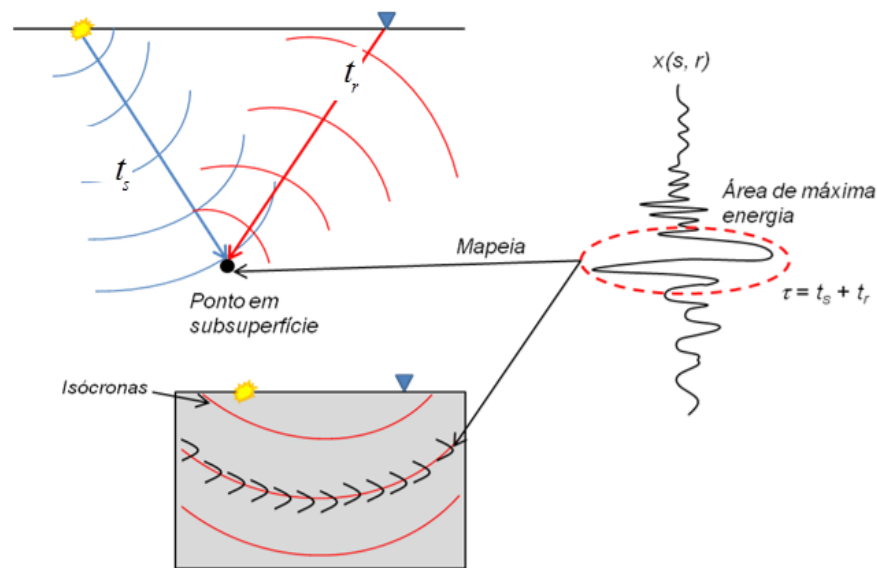 x(s, r)
t_s
t_r
Área de máxima
energia
Mapeia
τ = t_s + t_r
Ponto em
subsuperfície
Isócronas